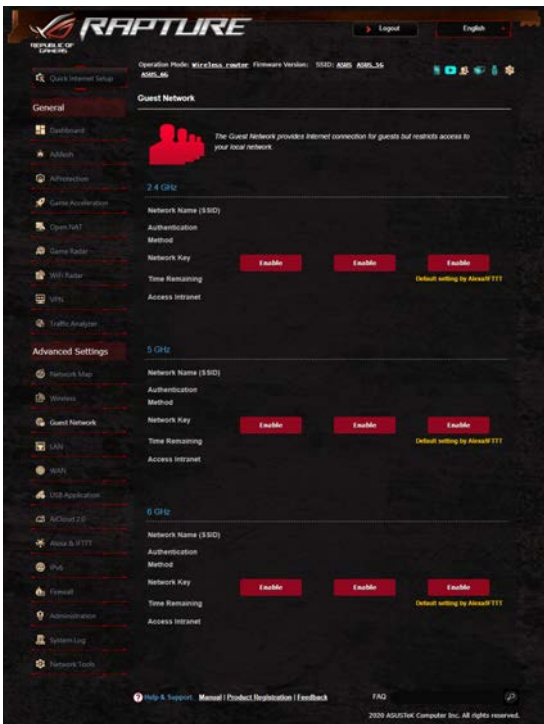 REPUBLIC OF
GAMERS
RAPTURE
Logout
English
Quick Internet Setup
Operation Mode: Wireless router Firmware Version: SSID: ASUS ASUS_5G
ASUS_6G
General
Dashboard
AiMesh
AiProtection
Game Acceleration
Open NAT
Game Radar
WiFi Radar
VPN
Traffic Analyzer
Advanced Settings
Network Map
Wireless
Guest Network
LAN
WAN
USB Application
AiCloud 2.0
Alexa & IFTTT
IPv6
Firewall
Administration
System Log
Network Tools
Guest Network
The Guest Network provides Internet connection for guests but restricts access to
your local network.
2.4 GHz
Network Name (SSID)
Authentication
Method
Network Key
Enable Enable Enable
Time Remaining
Default setting by Alexa/IFTTT
Access Intranet
5 GHz
Network Name (SSID)
Authentication
Method
Network Key
Enable Enable Enable
Time Remaining
Default setting by Alexa/IFTTT
Access Intranet
6 GHz
Network Name (SSID)
Authentication
Method
Network Key
Enable Enable Enable
Time Remaining
Default setting by Alexa/IFTTT
Access Intranet
Help & Support Manual | Product Registration | Feedback FAQ
2020 ASUSTeK Computer Inc. All rights reserved.